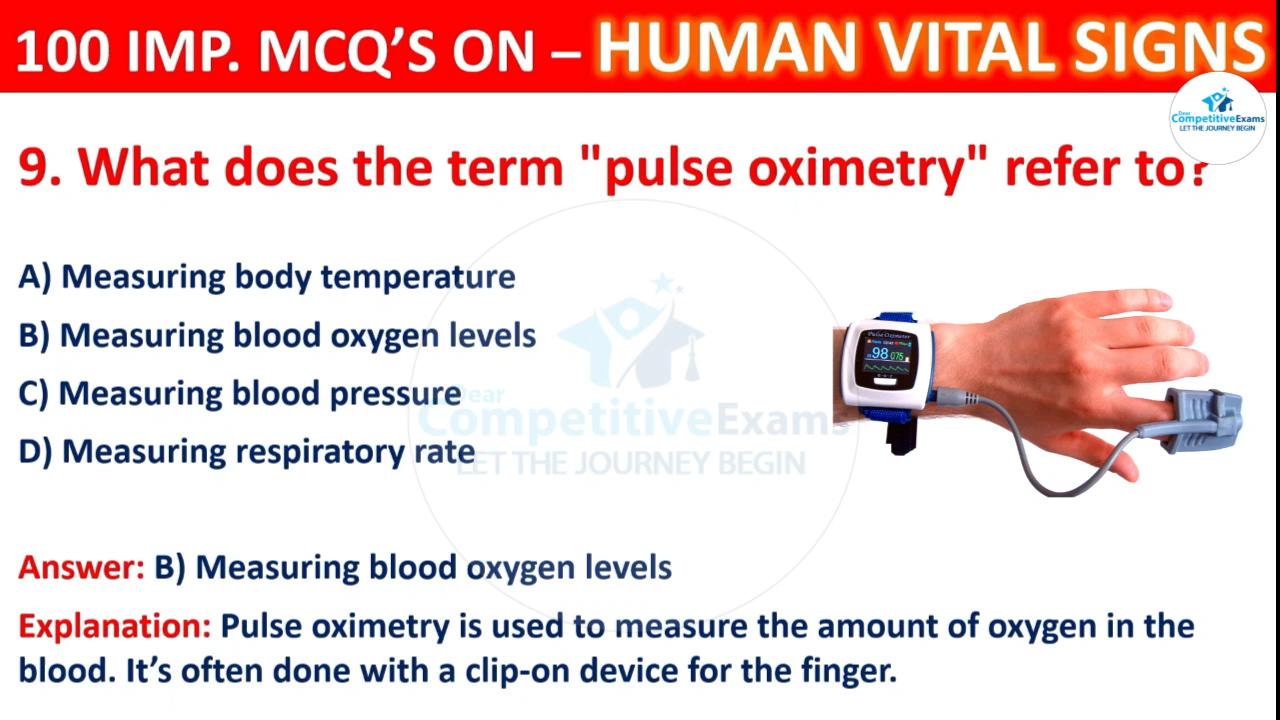 100 IMP. MCQ'S ON – HUMAN VITAL SIGNS
Dear
CompetitiveExams
LET THE JOURNEY BEGIN
9. What does the term "pulse oximetry" refer to?
A) Measuring body temperature
B) Measuring blood oxygen levels
C) Measuring blood pressure
D) Measuring respiratory rate
Dear
CompetitiveExams
LET THE JOURNEY BEGIN
Pulse Oximeter
98 075
Answer: B) Measuring blood oxygen levels
Explanation: Pulse oximetry is used to measure the amount of oxygen in the
blood. It's often done with a clip-on device for the finger.